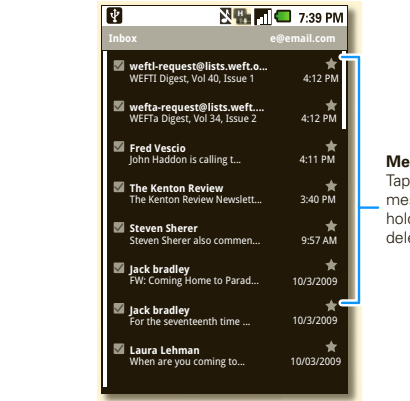 7:39 PM
Inbox e@email.com
weftl-request@lists.weft.o...
WEFTI Digest, Vol 40, Issue 1 4:12 PM
wefta-request@lists.weft....
WEFTa Digest, Vol 34, Issue 2 4:12 PM
Fred Vescio
John Haddon is calling t... 4:11 PM
The Kenton Review
The Kenton Review Newslett... 3:40 PM
Steven Sherer
Steven Sherer also commen... 9:57 AM
Jack bradley
FW: Coming Home to Parad... 10/3/2009
Jack bradley
For the seventeenth time ... 10/3/2009
Laura Lehman
When are you coming to... 10/03/2009
Me
Tap
me
hol
dele